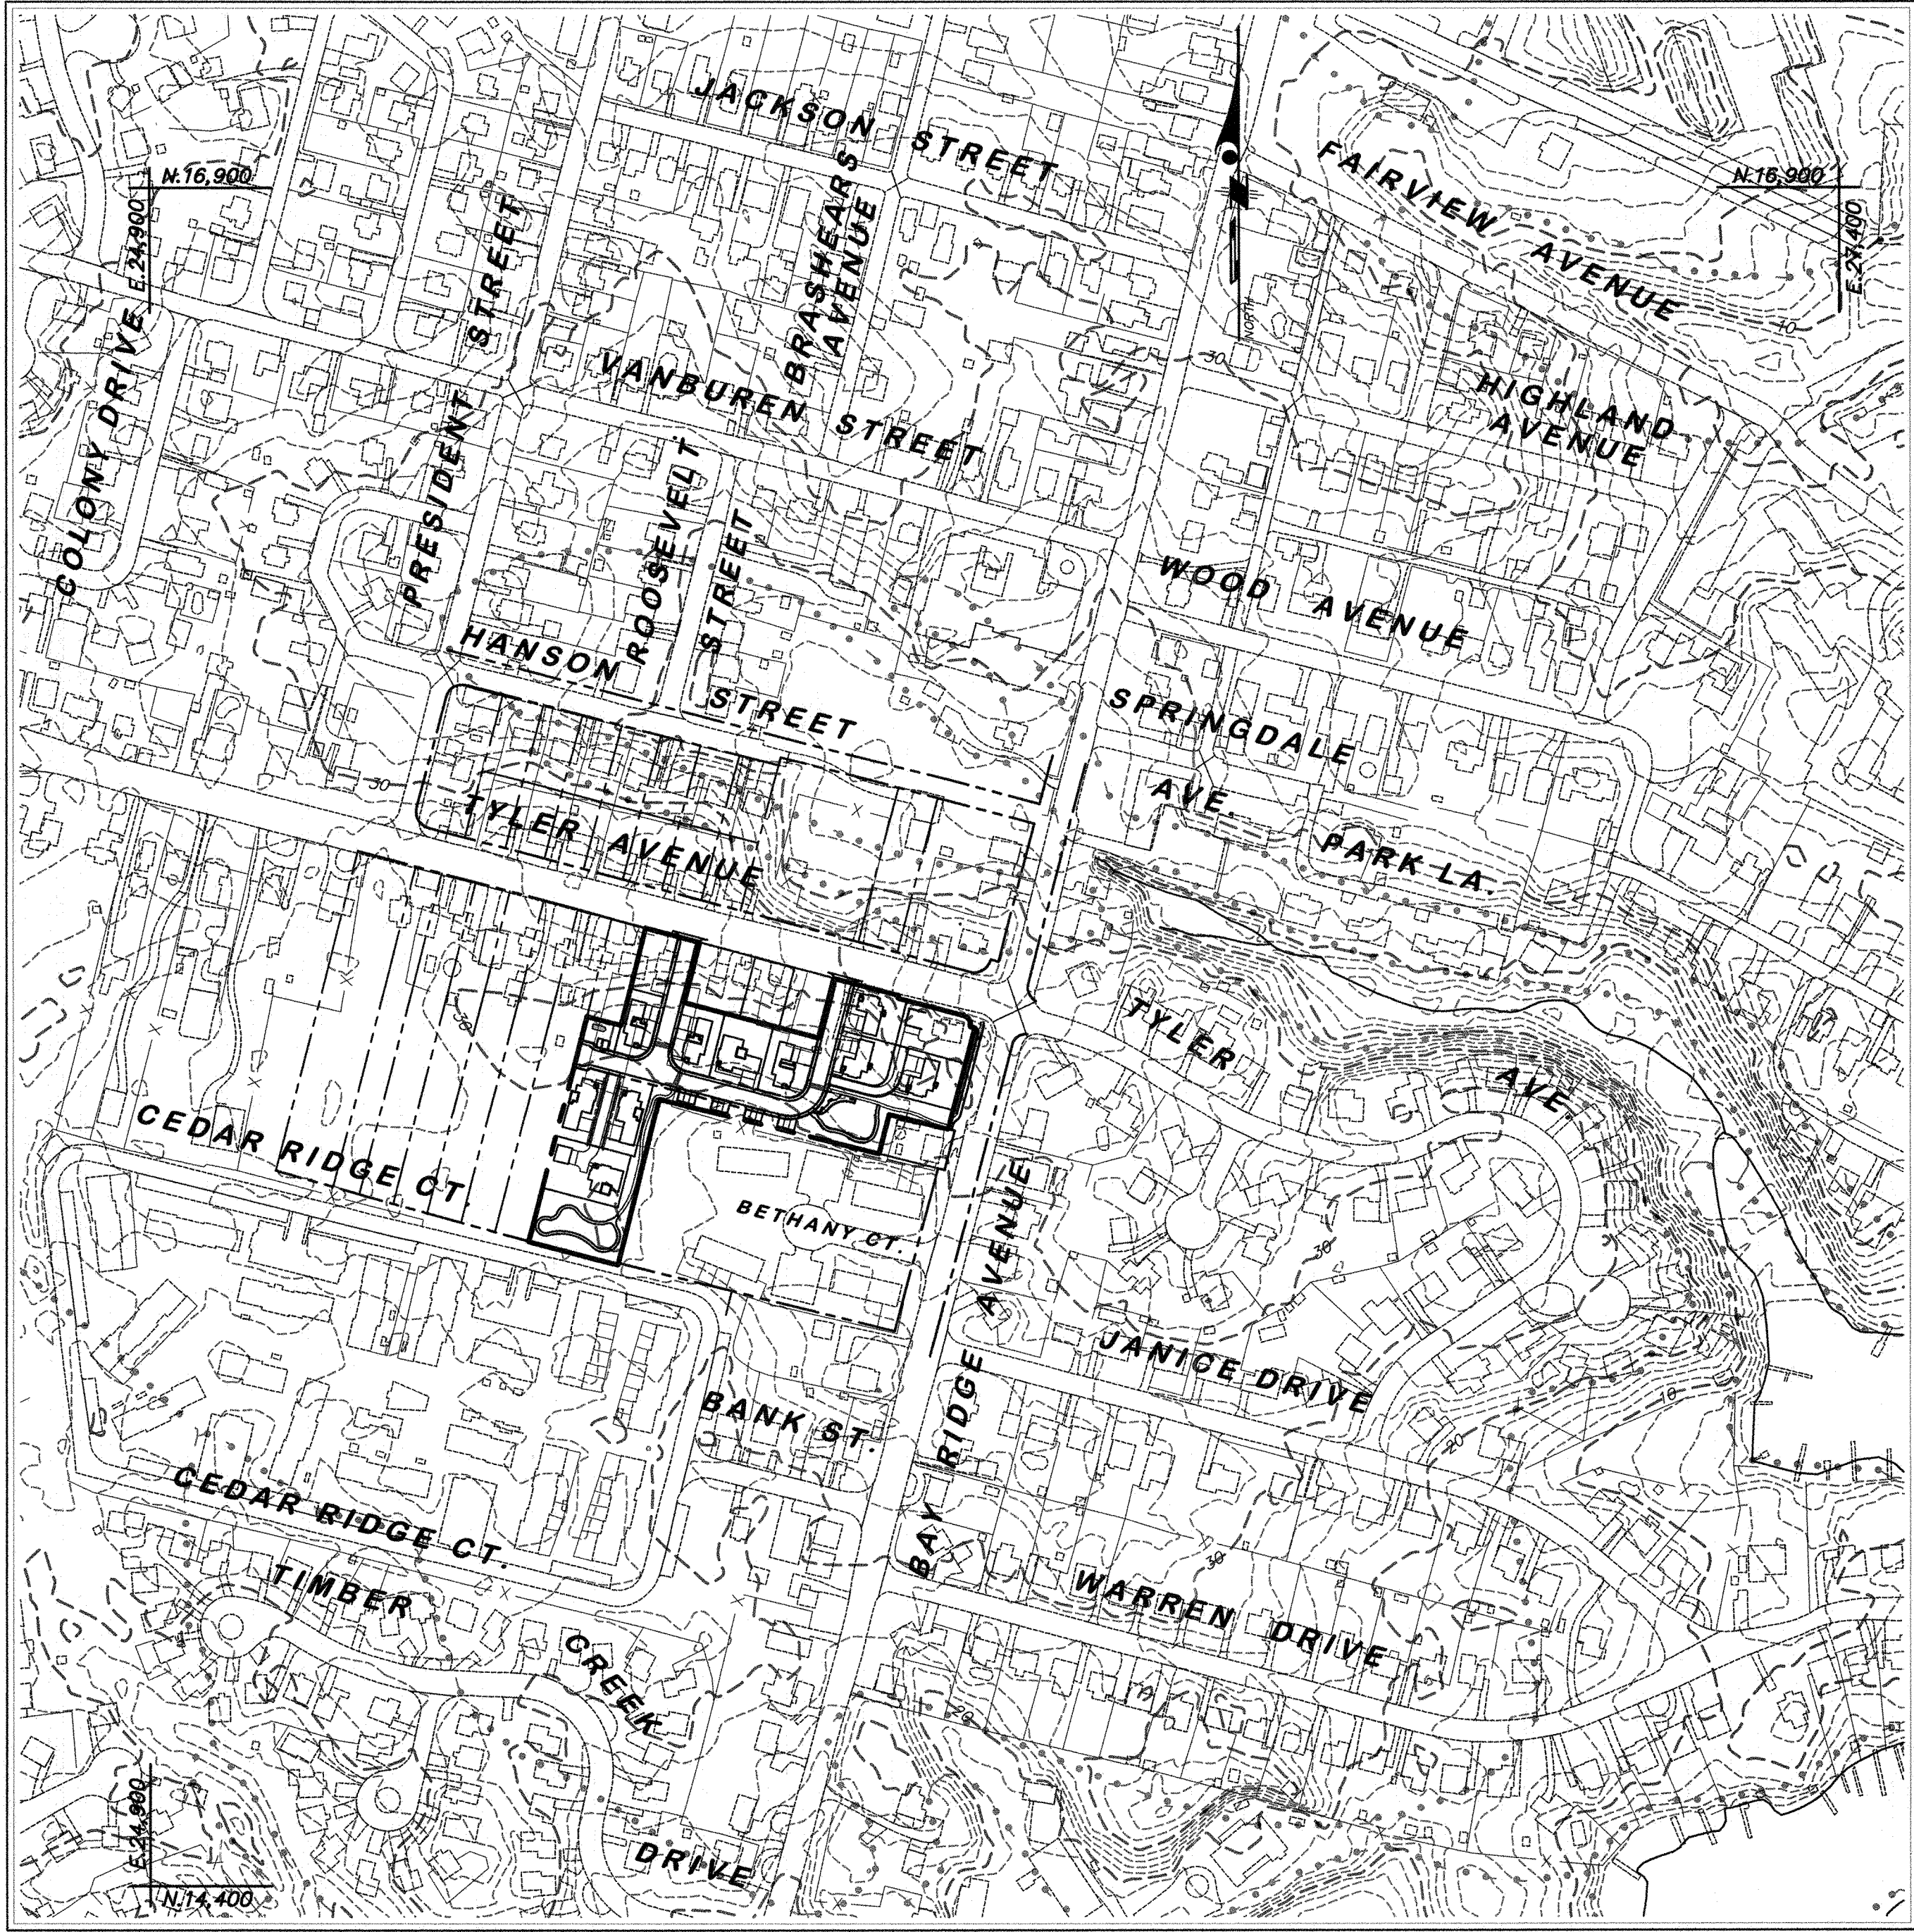 JACKSON STREET
FAIRVIEW AVENUE
N.16,900
E.24,900
N.16,900
E.27,400
NORTH
BRASHEARS
AVENUE
PRESIDENT STREET
COLONY DRIVE
30
10
VANBUREN STREET
HIGHLAND
AVENUE
ROOSEVELT
STREET
WOOD AVENUE
HANSON STREET
SPRINGDALE
AVE.
30
TYLER AVENUE
PARK LA.
30
TYLER AVE.
CEDAR RIDGE CT.
BETHANY CT.
BAY RIDGE AVENUE
30
JANICE DRIVE
10
BANK ST.
20
CEDAR RIDGE CT.
30
TIMBER CREEK DRIVE
WARREN DRIVE
20
E.24,900
N.14,400